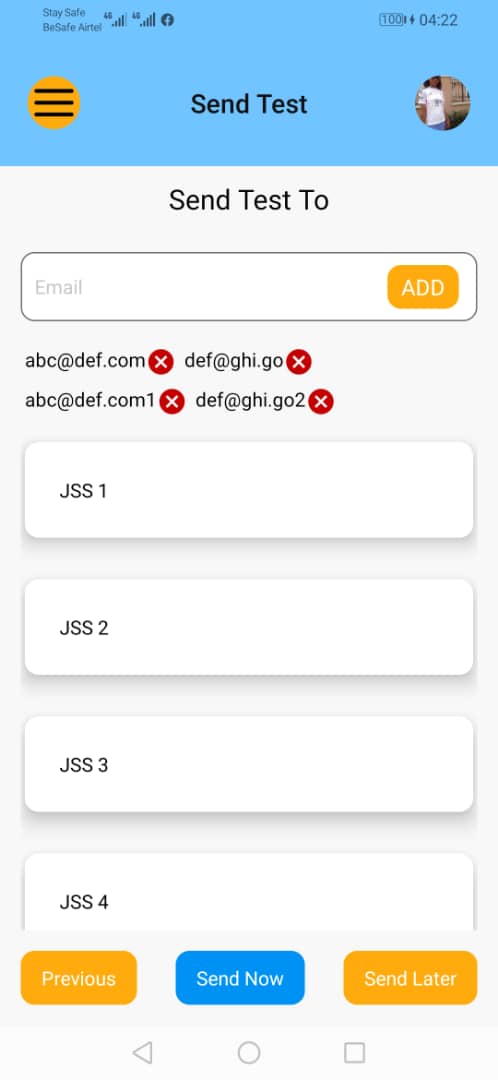 Stay Safe
BeSafe Airtel 4G 4G 100 04:22
Send Test
Send Test To
Email ADD
abc@def.com def@ghi.go
abc@def.com1 def@ghi.go2
JSS 1
JSS 2
JSS 3
JSS 4
Previous Send Now Send Later